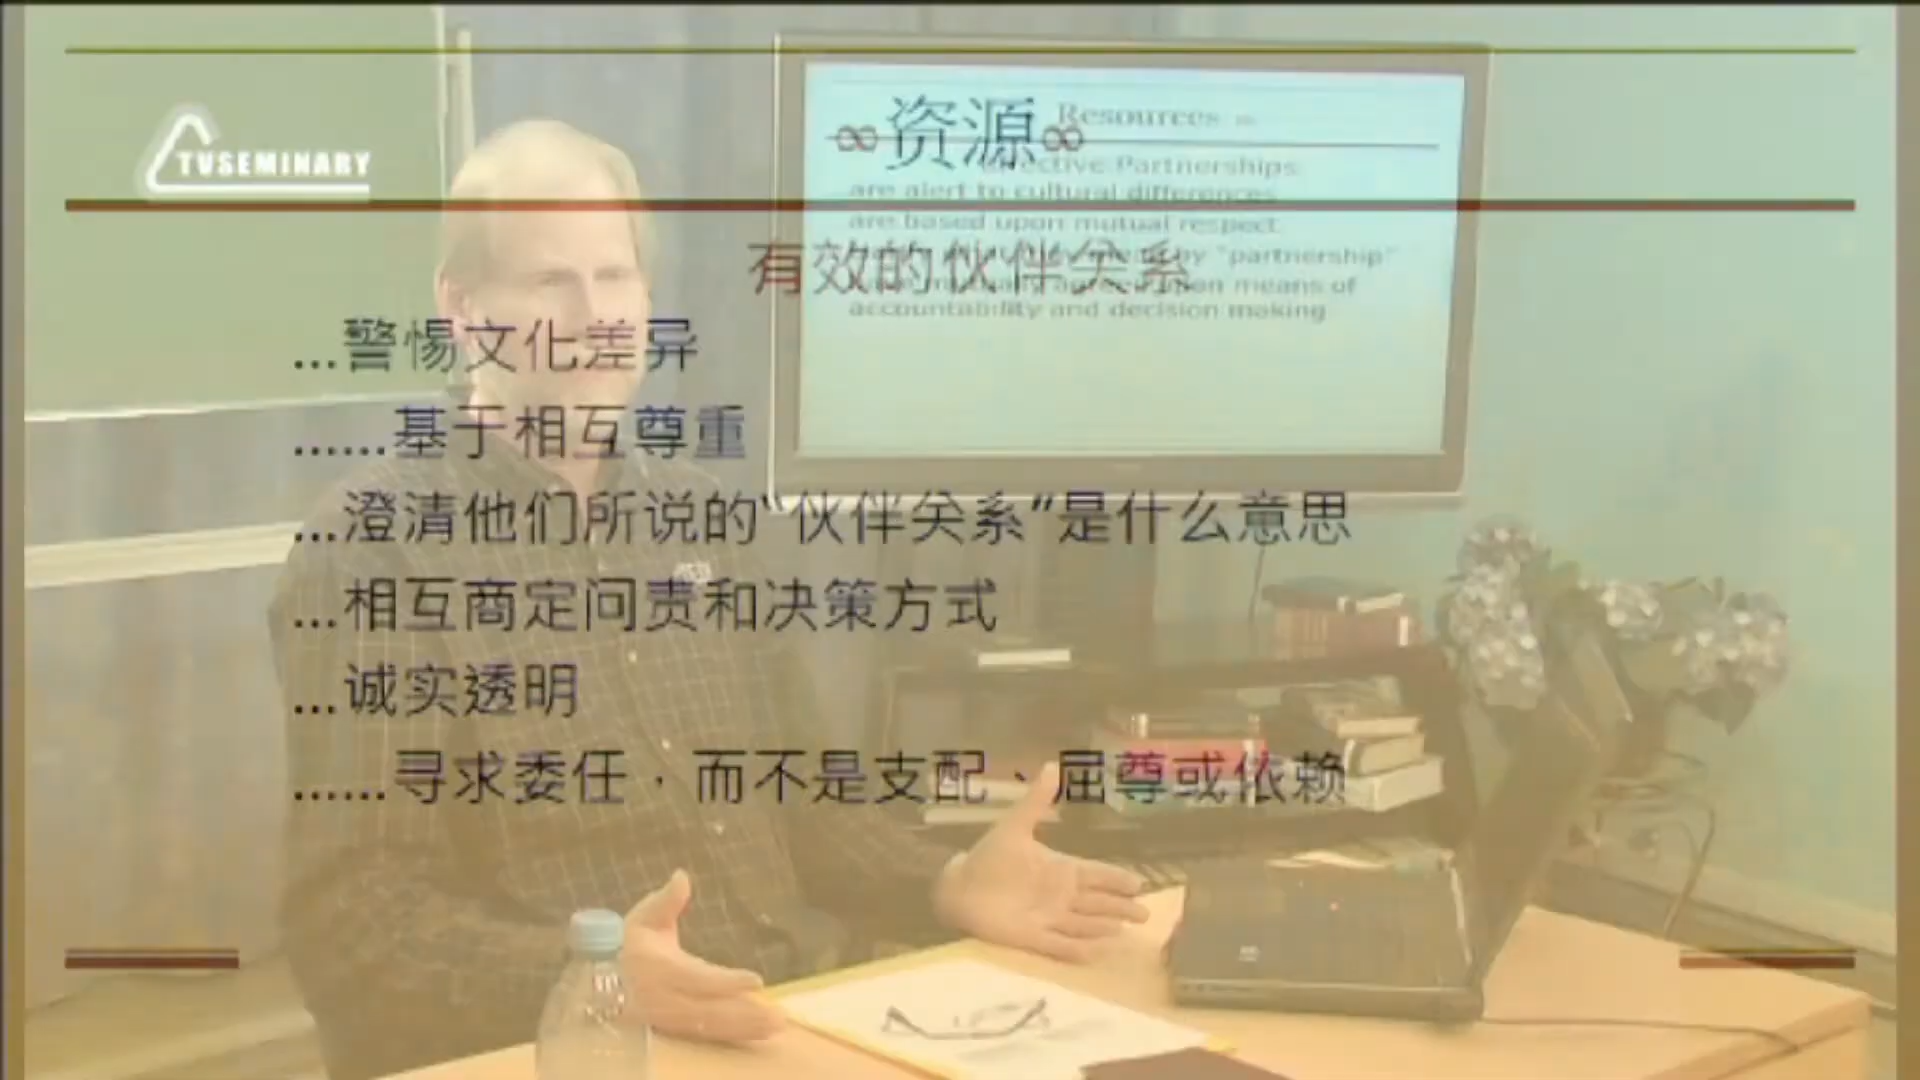 TVSEMINARY
∞资源∞
Resources
有效的伙伴关系
...警惕文化差异
......基于相互尊重
...澄清他们所说的“伙伴关系”是什么意思
...相互商定问责和决策方式
...诚实透明
......寻求委任，而不是支配、屈尊或依赖
Partnerships
are alert to cultural differences
are based upon mutual respect
by "partnership"
means of
accountability and decision making